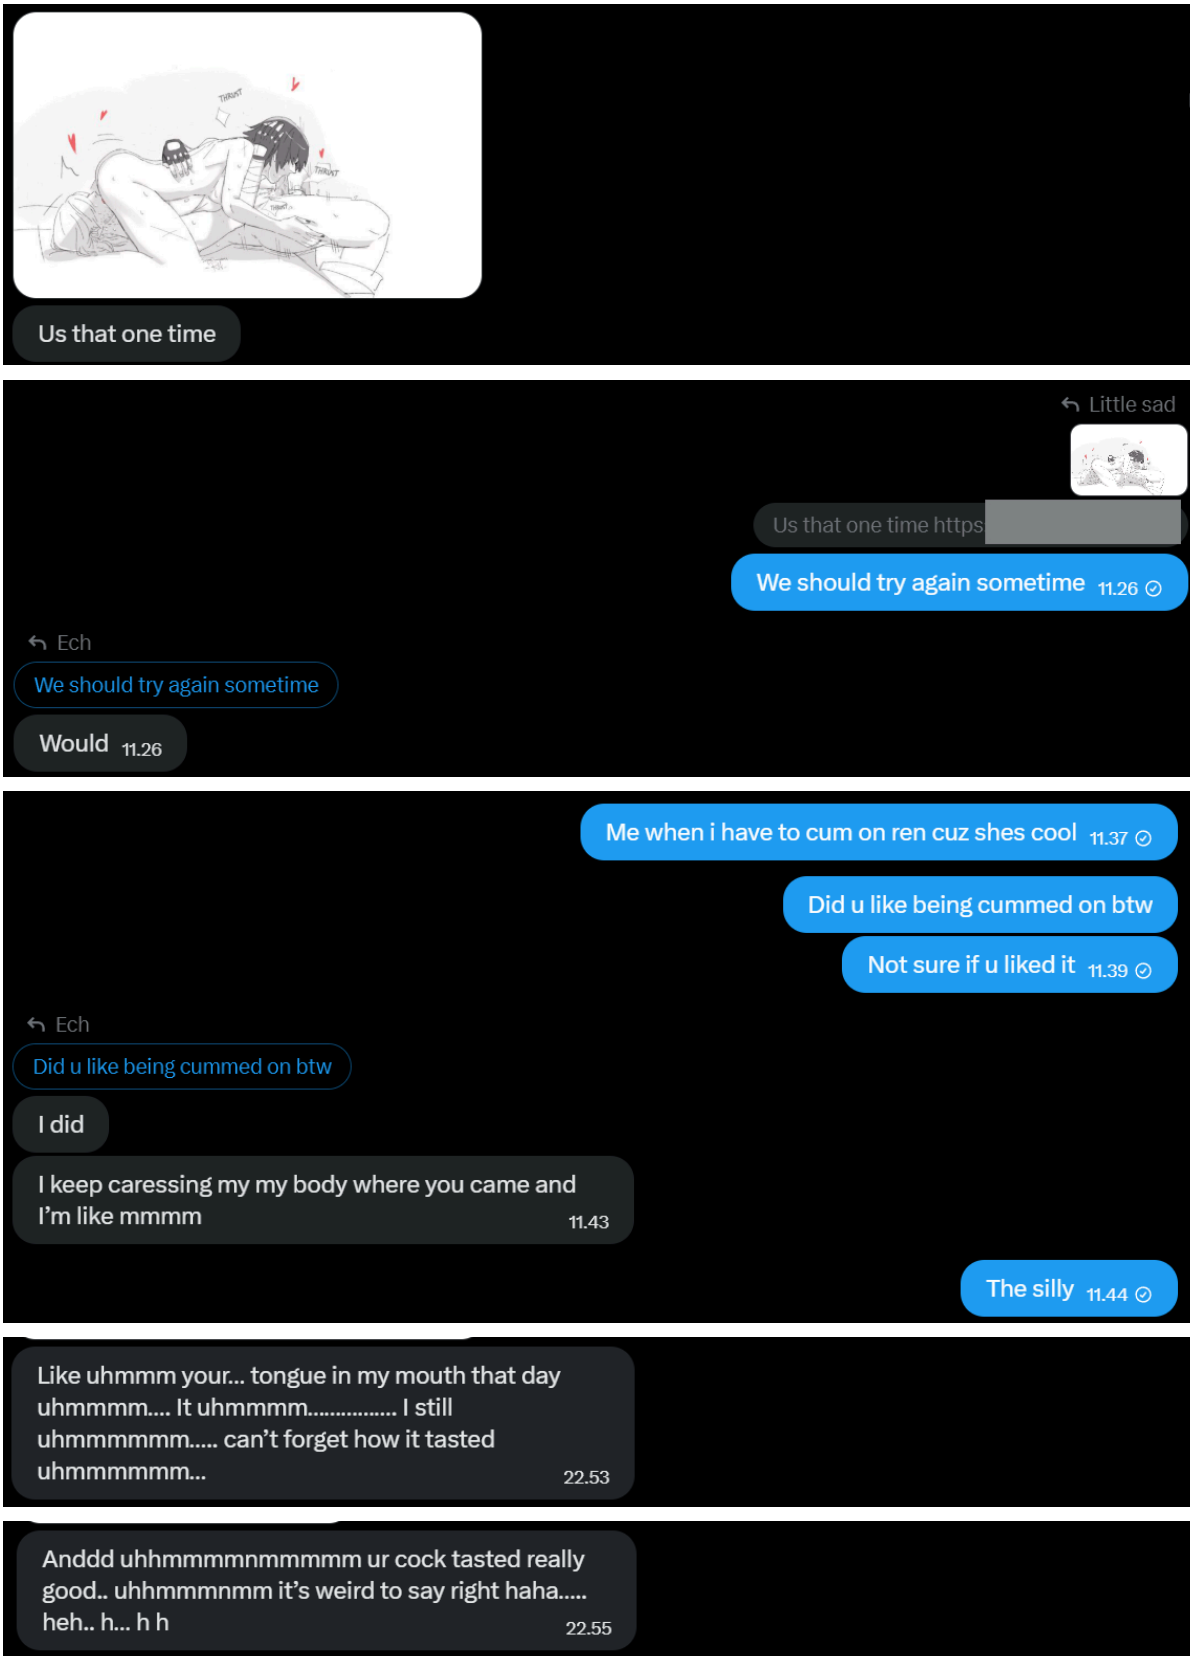 THRUST
THRUST
THRUST
Us that one time
Little sad
Us that one time https
We should try again sometime 11.26
Ech
We should try again sometime
Would 11.26
Me when i have to cum on ren cuz shes cool 11.37
Did u like being cummed on btw
Not sure if u liked it 11.39
Ech
Did u like being cummed on btw
I did
I keep caressing my my body where you came and
I'm like mmmm 11.43
The silly 11.44
Like uhmmm your... tongue in my mouth that day
uhmmmm.... It uhmmmm............... I still
uhmmmmmm..... can't forget how it tasted
uhmmmmmm... 22.53
Anddd uhhmmmmnmmmmm ur cock tasted really
good.. uhhmmmnmm it's weird to say right haha.....
heh.. h... h h 22.55